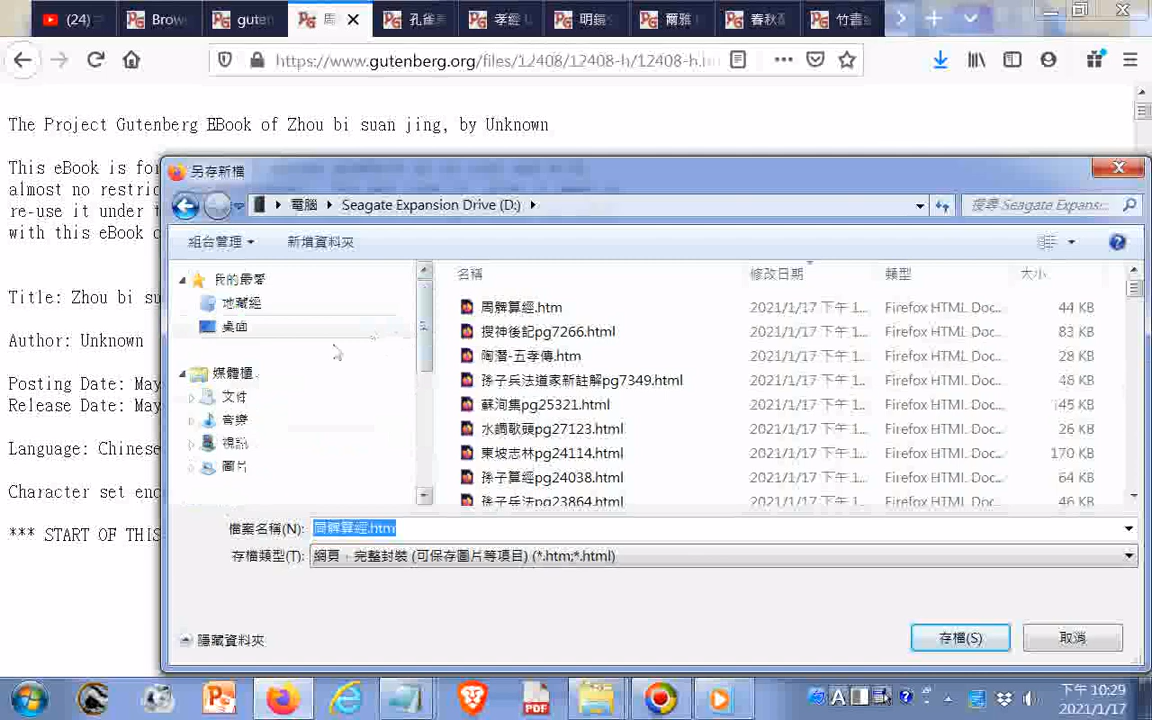 (24)
Brow
guten
周
孔雀
孝經
明鏡
爾雅
春秋
竹書
https://www.gutenberg.org/files/12408/12408-h/12408-h.h
The Project Gutenberg EBook of Zhou bi suan jing, by Unknown
This eBook is fo
almost no restric
re-use it under t
with this eBook o
Title: Zhou bi su
Author: Unknown
Posting Date: May
Release Date: May
Language: Chinese
Character set enc
*** START OF THIS
另存新檔
電腦
Seagate Expansion Drive (D:)
搜尋 Seagate Expans...
組合管理
新增資料夾
我的最愛
地藏經
桌面
媒體櫃
文件
音樂
視訊
圖片
名稱 修改日期 類型 大小
周髀算經.htm 2021/1/17 下午 1... Firefox HTML Doc... 44 KB
搜神後記pg7266.html 2021/1/17 下午 1... Firefox HTML Doc... 83 KB
陶潛-五孝傳.htm 2021/1/17 下午 1... Firefox HTML Doc... 28 KB
孫子兵法道家新註解pg7349.html 2021/1/17 下午 1... Firefox HTML Doc... 48 KB
蘇洵集pg25321.html 2021/1/17 下午 1... Firefox HTML Doc... 145 KB
水調歌頭pg27123.html 2021/1/17 下午 1... Firefox HTML Doc... 26 KB
東坡志林pg24114.html 2021/1/17 下午 1... Firefox HTML Doc... 170 KB
孫子算經pg24038.html 2021/1/17 下午 1... Firefox HTML Doc... 64 KB
孫子兵法pg23864.html 2021/1/17 下午 1... Firefox HTML Doc... 46 KB
檔案名稱(N): 周髀算經.htm
存檔類型(T): 網頁，完整封裝 (可保存圖片等項目) (*.htm;*.html)
隱藏資料夾
存檔(S)
取消
PDF
A
下午 10:29
2021/1/17